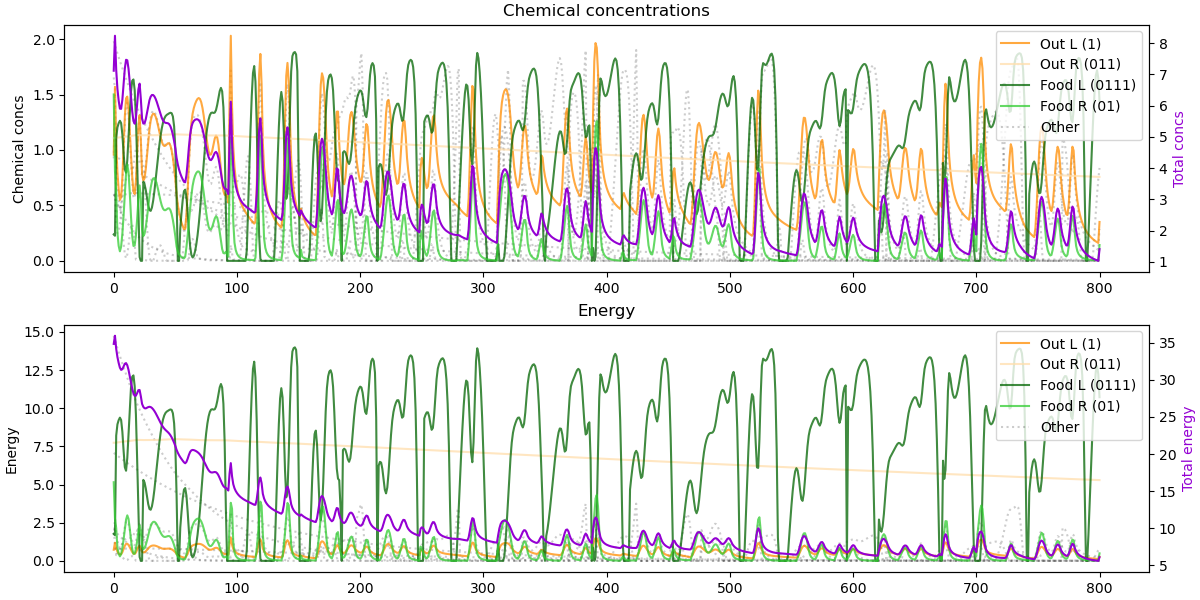 Chemical concentrations
Chemical concs
2.0
1.5
1.0
0.5
0.0
0
100
200
300
400
500
600
700
800
8
7
6
5
4
3
2
1
Total concs
Out L (1)
Out R (011)
Food L (0111)
Food R (01)
Other
Energy
Energy
15.0
12.5
10.0
7.5
5.0
2.5
0.0
0
100
200
300
400
500
600
700
800
35
30
25
20
15
10
5
Total energy
Out L (1)
Out R (011)
Food L (0111)
Food R (01)
Other